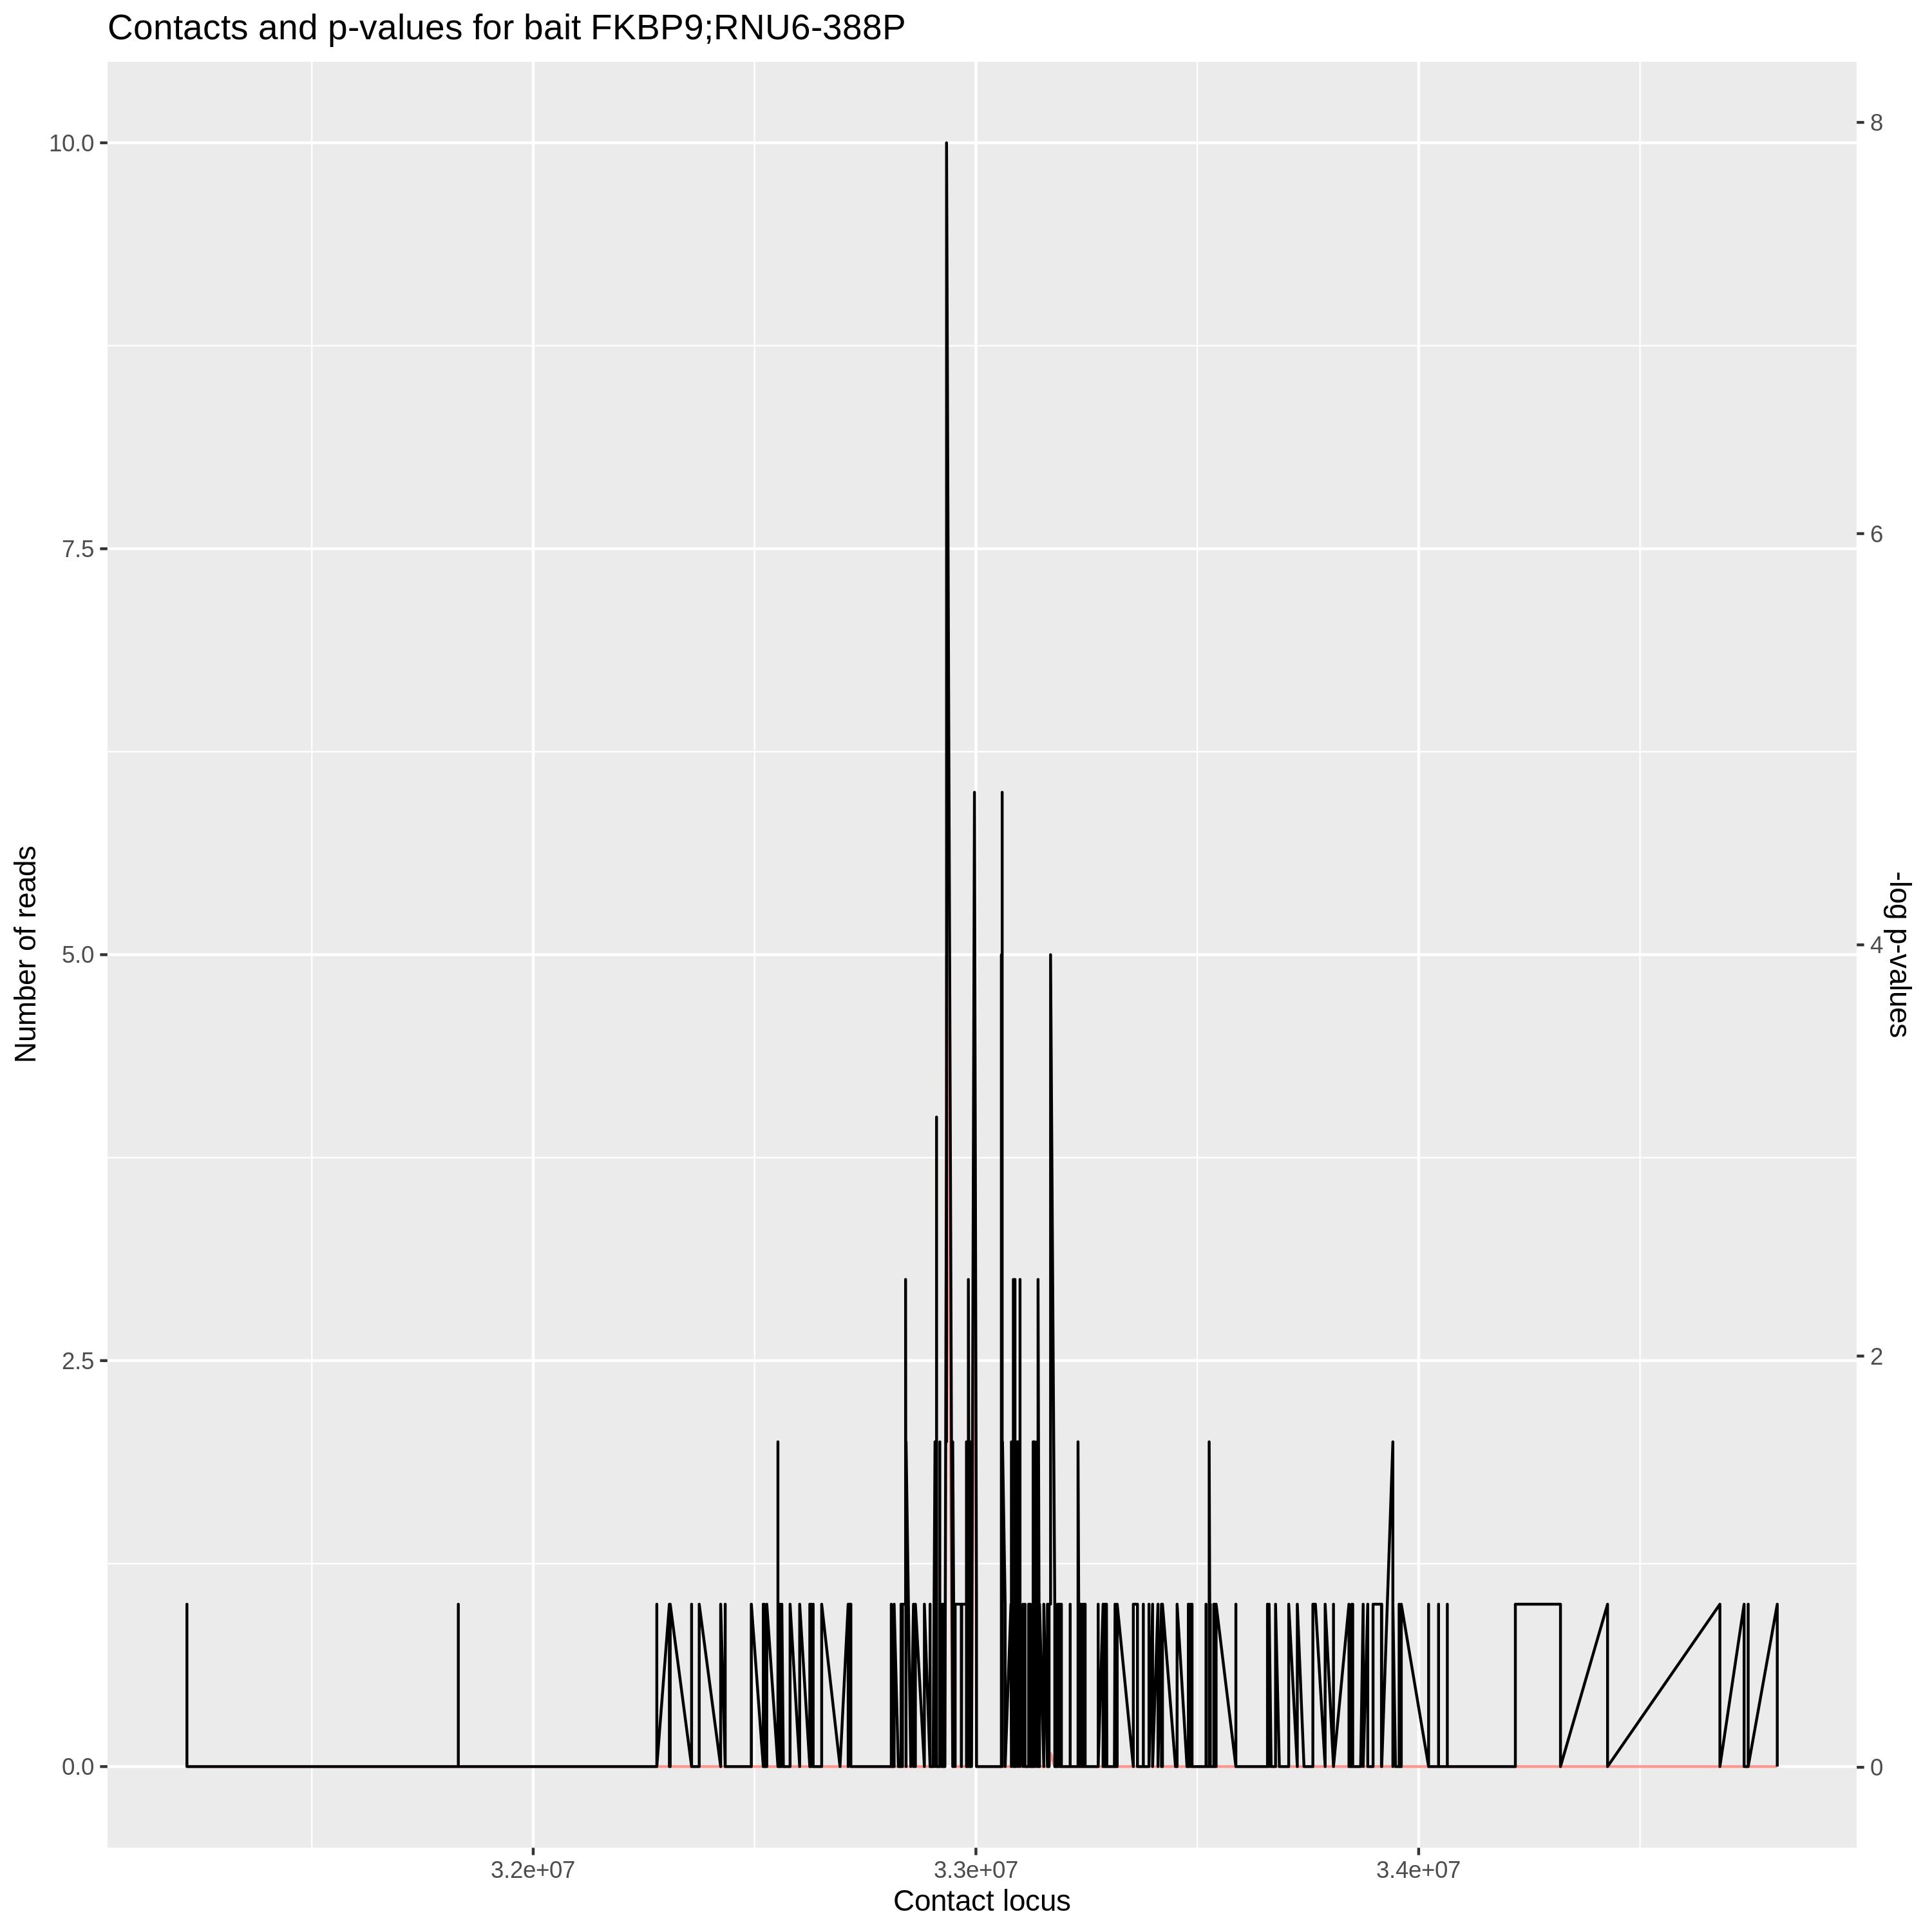 Contacts and p-values for bait FKBP9;RNU6-388P
10.0
7.5
5.0
2.5
0.0
Number of reads
8
6
4
2
0
-log p-values
3.2e+07
3.3e+07
3.4e+07
Contact locus